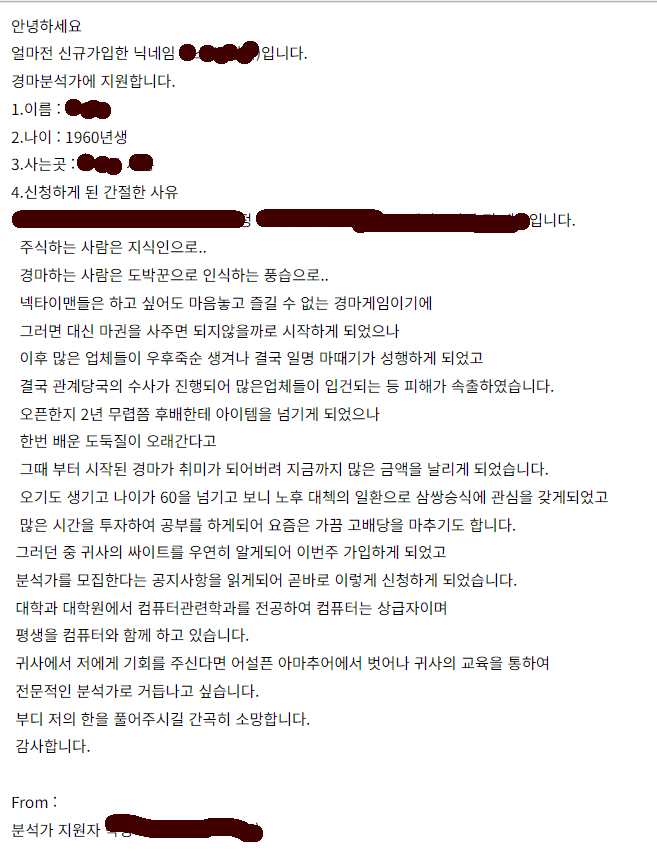 안녕하세요
얼마전 신규가입한 닉네임 입니다.
경마분석가에 지원합니다.
1.이름 :
2.나이 : 1960년생
3.사는곳 :
4.신청하게 된 간절한 사유
입니다.
주식하는 사람은 지식인으로..
경마하는 사람은 도박꾼으로 인식하는 풍습으로..
넥타이맨들은 하고 싶어도 마음놓고 즐길 수 없는 경마게임이기에
그러면 대신 마권을 사주면 되지않을까로 시작하게 되었으나
이후 많은 업체들이 우후죽순 생겨나 결국 일명 마때기가 성행하게 되었고
결국 관계당국의 수사가 진행되어 많은업체들이 입건되는 등 피해가 속출하였습니다.
오픈한지 2년 무렵쯤 후배한테 아이템을 넘기게 되었으나
한번 배운 도둑질이 오래간다고
그때 부터 시작된 경마가 취미가 되어버려 지금까지 많은 금액을 날리게 되었습니다.
오기도 생기고 나이가 60을 넘기고 보니 노후 대첵의 일환으로 삼쌍승식에 관심을 갖게되었고
많은 시간을 투자하여 공부를 하게되어 요즘은 가끔 고배당을 마추기도 합니다.
그러던 중 귀사의 싸이트를 우연히 알게되어 이번주 가입하게 되었고
분석가를 모집한다는 공지사항을 읽게되어 곧바로 이렇게 신청하게 되었습니다.
대학과 대학원에서 컴퓨터관련학과를 전공하여 컴퓨터는 상급자이며
평생을 컴퓨터와 함께 하고 있습니다.
귀사에서 저에게 기회를 주신다면 어설픈 아마추어에서 벗어나 귀사의 교육을 통하여
전문적인 분석가로 거듭나고 싶습니다.
부디 저의 한을 풀어주시길 간곡히 소망합니다.
감사합니다.
From :
분석가 지원자